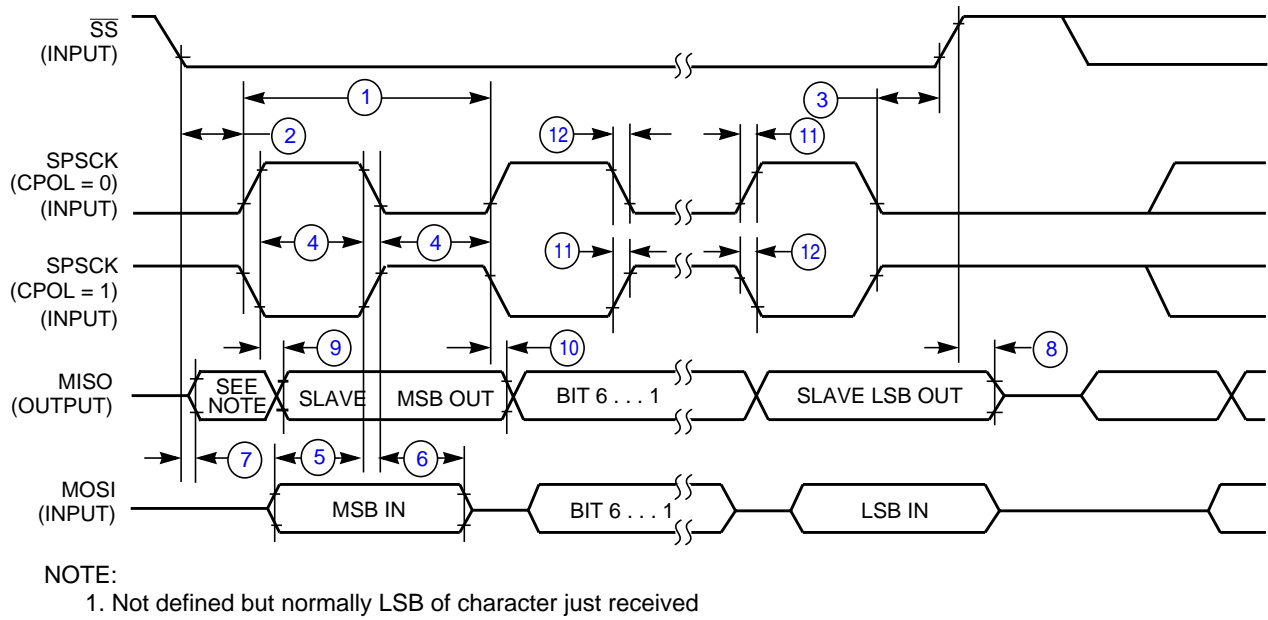 SS
(INPUT)
1
3
2
12
11
SPSCK
(CPOL = 0)
(INPUT)
4
4
11
12
SPSCK
(CPOL = 1)
(INPUT)
9
10
8
MISO
(OUTPUT)
SEE
NOTE
SLAVE
MSB OUT
BIT 6 . . . 1
SLAVE LSB OUT
7
5
6
MOSI
(INPUT)
MSB IN
BIT 6 . . . 1
LSB IN
NOTE:
1. Not defined but normally LSB of character just received